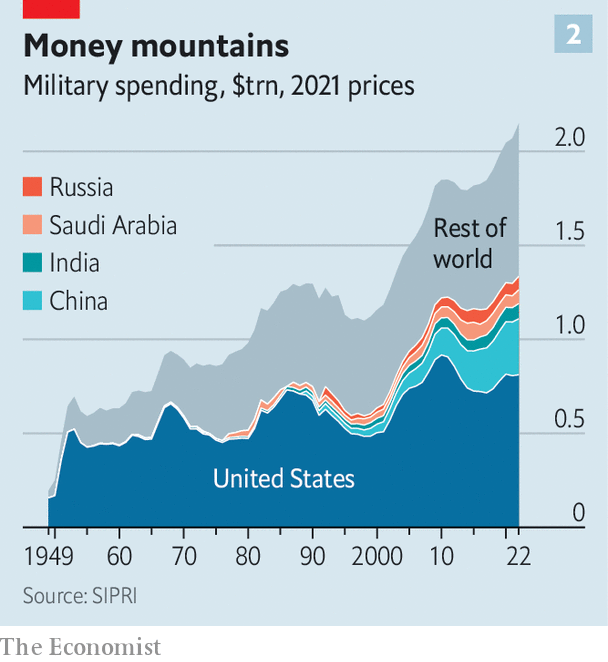 Money mountains
2
Military spending, $trn, 2021 prices
2.0
Russia
Saudi Arabia
India
China
Rest of
world
1.5
1.0
0.5
United States
0
1949 60 70 80 90 2000 10 22
Source: SIPRI
The Economist